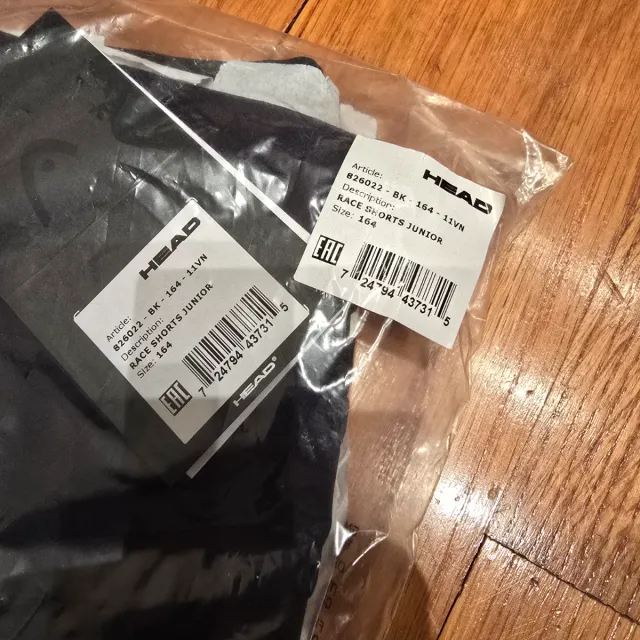 HEAD
Article:
826022 - BK - 164 - 11VN
Description:
RACE SHORTS JUNIOR
Size: 164
EAC
7 24794 43731 5
HEAD
Article:
826022 - BK - 164 - 11VN
Description:
RACE SHORTS JUNIOR
Size: 164
EAC
7 24794 43731 5
HEAD®